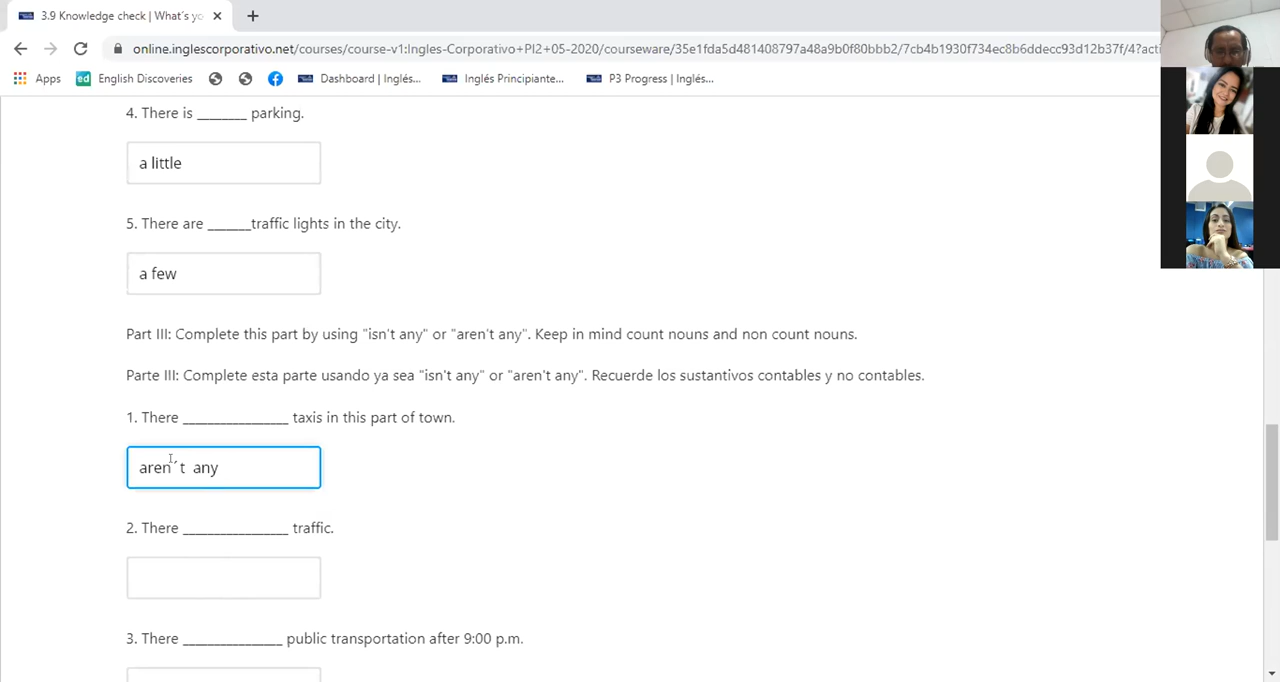 3.9 Knowledge check | What's yo
online.inglescorporativo.net/courses/course-v1:Ingles-Corporativo+PI2+05-2020/courseware/35e1fda5d481408797a48a9b0f80bbb2/7cb4b1930f734ec8b6ddecc93d12b37f/4?acti
Apps English Discoveries Dashboard | Inglés... Inglés Principiante... P3 Progress | Inglés...
4. There is ________ parking.
a little
5. There are _______traffic lights in the city.
a few
Part III: Complete this part by using "isn't any" or "aren't any". Keep in mind count nouns and non count nouns.
Parte III: Complete esta parte usando ya sea "isn't any" or "aren't any". Recuerde los sustantivos contables y no contables.
1. There _________________ taxis in this part of town.
aren´t any
2. There _________________ traffic.
3. There ________________ public transportation after 9:00 p.m.